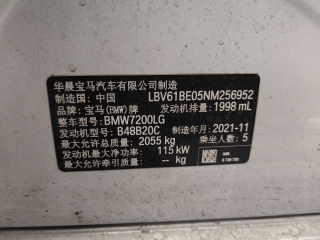 华晨宝马汽车有限公司制造
制造国：中国 LBV61BE05NM256952
品牌：宝马(BMW)牌 发动机排量：1998 mL
整车型号：BMW7200LG
发动机型号：B48B20C 制造年月：2021-11
最大允许总质量：2055 kg 乘坐人数：5
发动机最大净功率：115 kW
最大允许牵引质量：-- kg